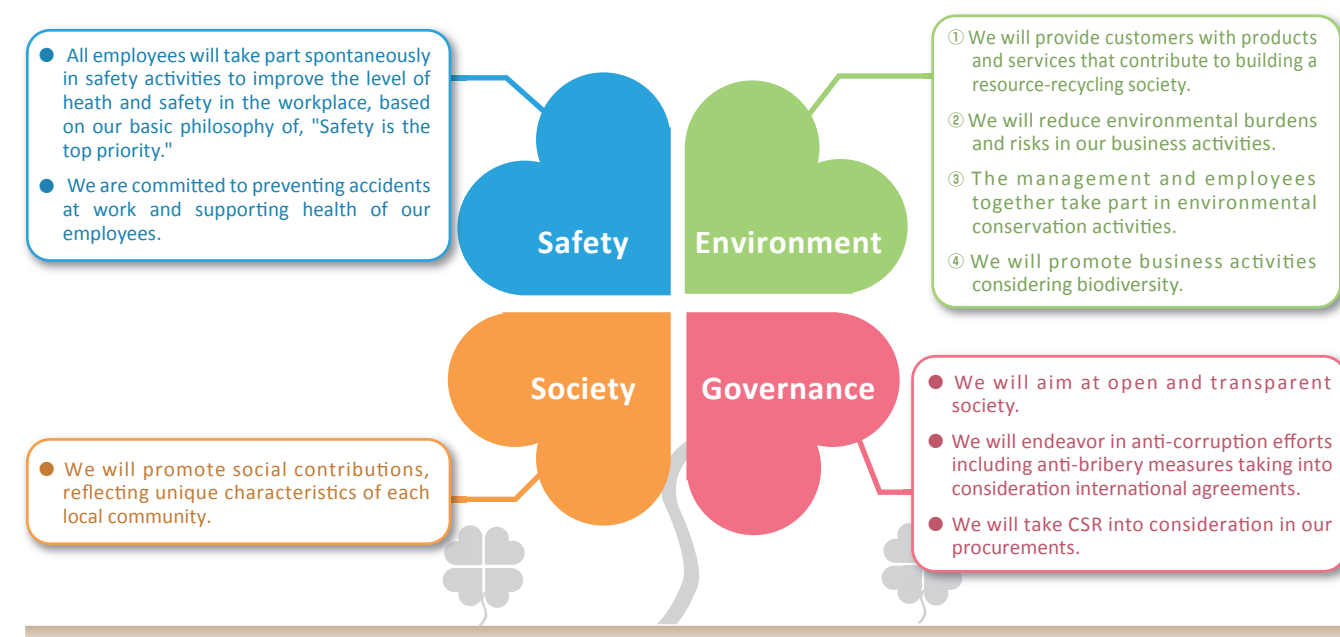 ● All employees will take part spontaneously
in safety activities to improve the level of
heath and safety in the workplace, based
on our basic philosophy of, "Safety is the
top priority."
● We are committed to preventing accidents
at work and supporting health of our
employees.
Safety
① We will provide customers with products
and services that contribute to building a
resource-recycling society.
② We will reduce environmental burdens
and risks in our business activities.
③ The management and employees
together take part in environmental
conservation activities.
④ We will promote business activities
considering biodiversity.
Environment
Society
● We will promote social contributions,
reflecting unique characteristics of each
local community.
Governance
● We will aim at open and transparent
society.
● We will endeavor in anti-corruption efforts
including anti-bribery measures taking into
consideration international agreements.
● We will take CSR into consideration in our
procurements.